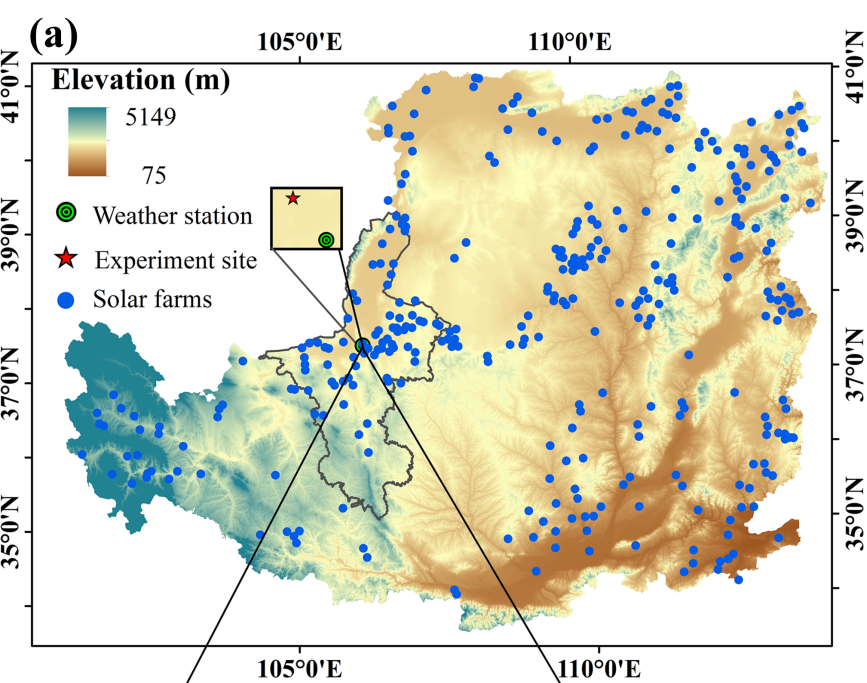 (a)
105°0'E 110°0'E
41°0'N 41°0'N
Elevation (m)
5149
75
Weather station
39°0'N 39°0'N
Experiment site
Solar farms
37°0'N 37°0'N
35°0'N 35°0'N
105°0'E 110°0'E